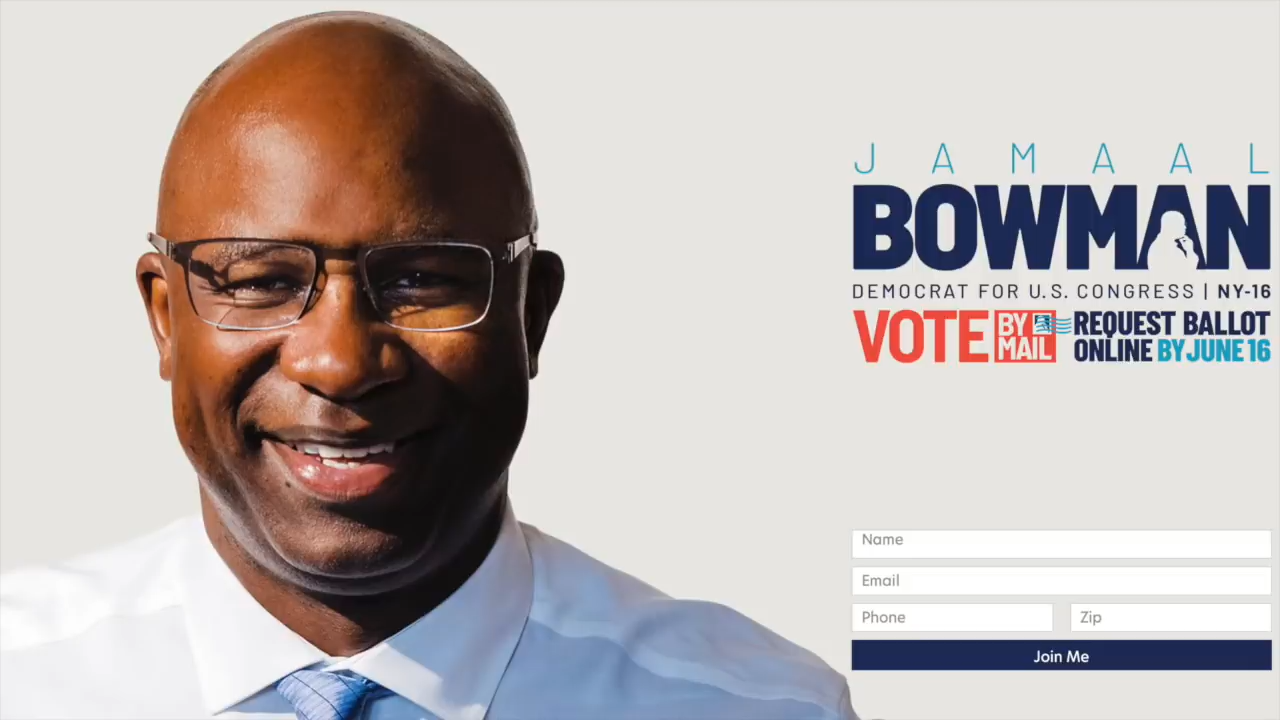 JAMAAL
BOWMAN
DEMOCRAT FOR U.S. CONGRESS | NY-16
VOTE BY MAIL REQUEST BALLOT ONLINE BY JUNE 16
Name
Email
Phone Zip
Join Me